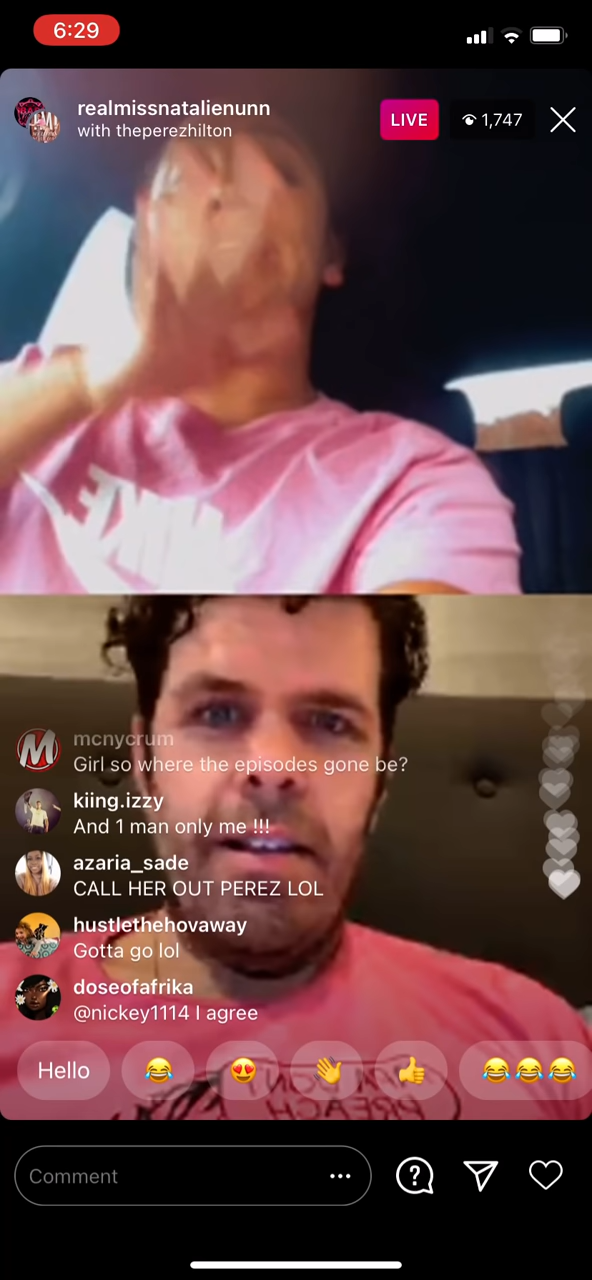 6:29
realmissnatalienunn
with theperezhilton
LIVE
1,747
NIKE
mcnycrum
Girl so where the episodes gone be?
kiing.izzy
And 1 man only me !!!
azaria_sade
CALL HER OUT PEREZ LOL
hustlethehovaway
Gotta go lol
doseofafrika
@nickey1114 I agree
Hello
PREACH
Comment